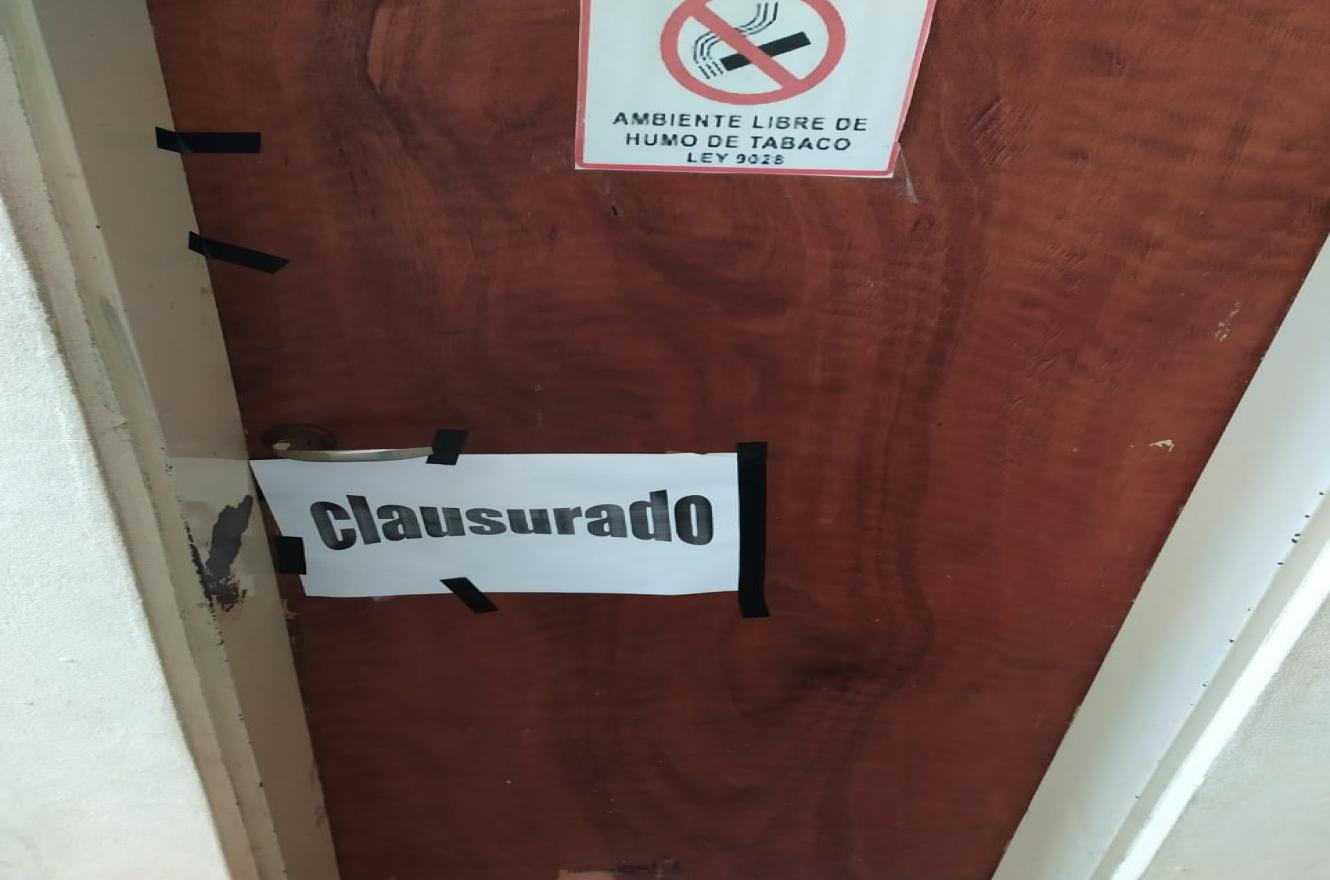 AMBIENTE LIBRE DE
HUMO DE TABACO
LEY 9028
Clausurado